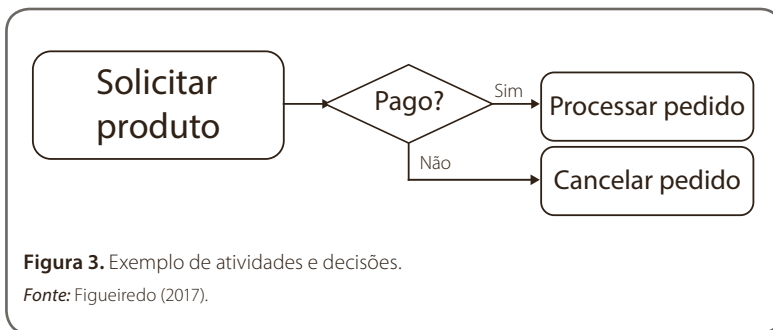 Solicitar
produto
Pago?
Sim
Processar pedido
Não
Cancelar pedido
Figura 3. Exemplo de atividades e decisões.
Fonte: Figueiredo (2017).